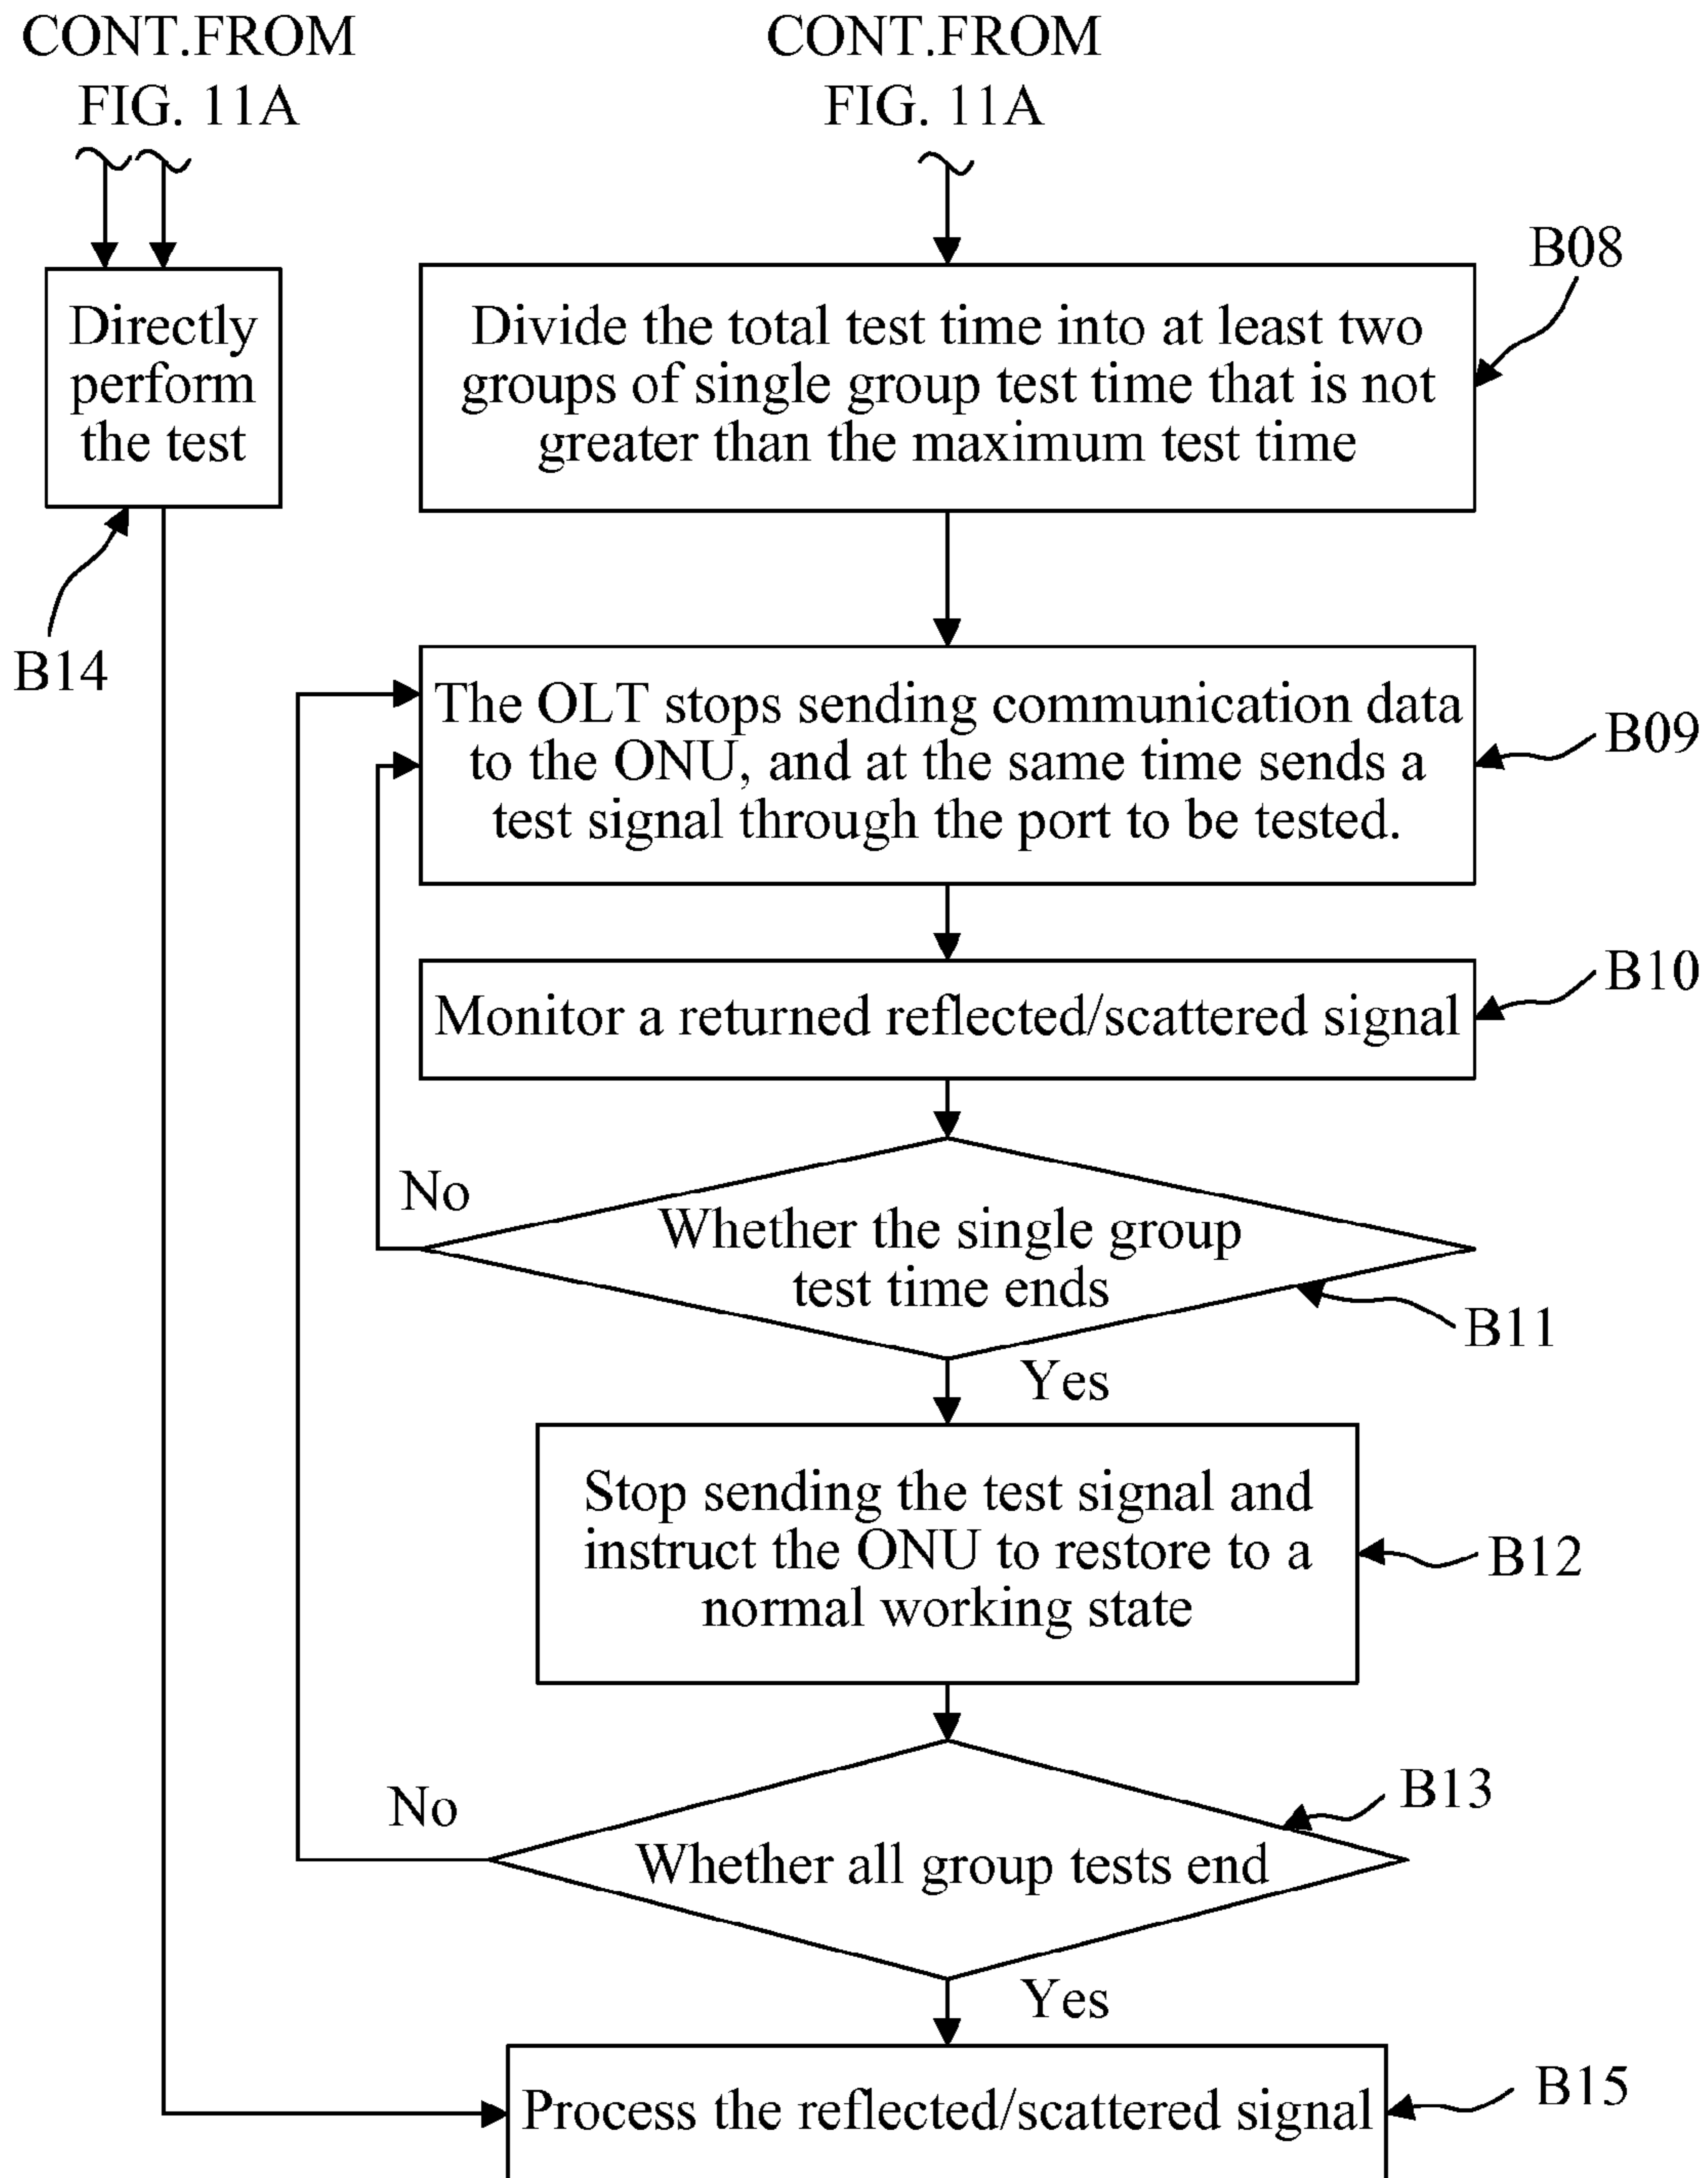 CONT.FROM
FIG. 11A
CONT.FROM
FIG. 11A
B08
Directly
perform
the test
Divide the total test time into at least two
groups of single group test time that is not
greater than the maximum test time
B14
The OLT stops sending communication data
to the ONU, and at the same time sends a
test signal through the port to be tested.
B09
B10
Monitor a returned reflected/scattered signal
No
Whether the single group
test time ends
B11
Yes
Stop sending the test signal and
instruct the ONU to restore to a
normal working state
B12
B13
No
Whether all group tests end
Yes
B15
Process the reflected/scattered signal